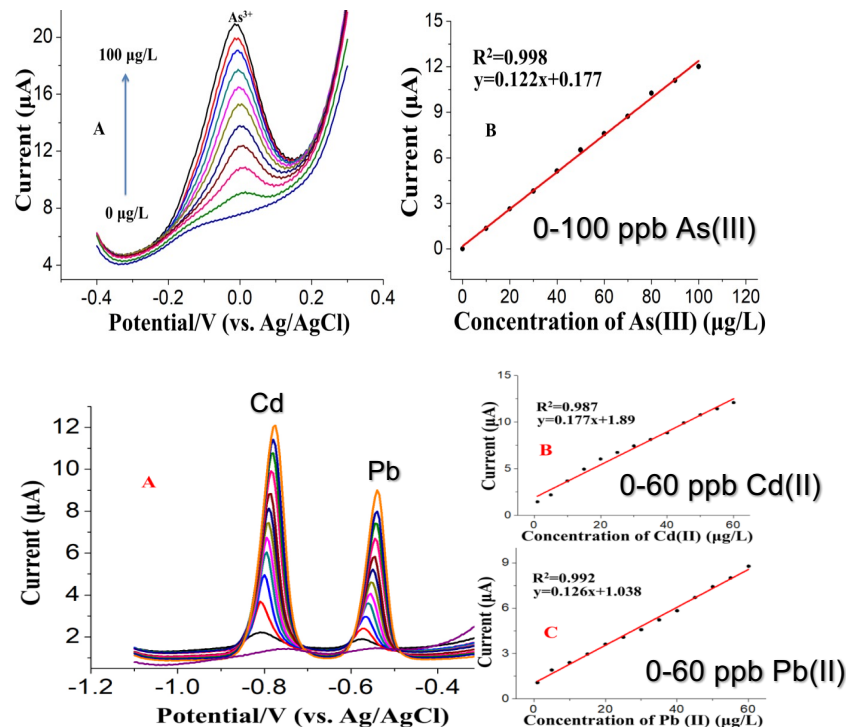 As³⁺
100 µg/L
A
0 µg/L
Current (µA)
20
16
12
8
4
-0.4
-0.2
0.0
0.2
0.4
Potential/V (vs. Ag/AgCl)
R²=0.998
y=0.122x+0.177
B
0-100 ppb As(III)
Current (µA)
15
12
9
6
3
0
0
20
40
60
80
100
120
Concentration of As(III) (µg/L)
Cd
Pb
A
Current (µA)
12
10
8
6
4
2
-1.2
-1.0
-0.8
-0.6
-0.4
Potential/V (vs. Ag/AgCl)
R²=0.987
y=0.177x+1.89
B
0-60 ppb Cd(II)
Current (µA)
15
10
5
0
0
20
40
60
Concentration of Cd(II) (µg/L)
R²=0.992
y=0.126x+1.038
C
0-60 ppb Pb(II)
Current (µA)
9
6
3
0
0
10
20
30
40
50
60
Concentration of Pb (II) (µg/L)